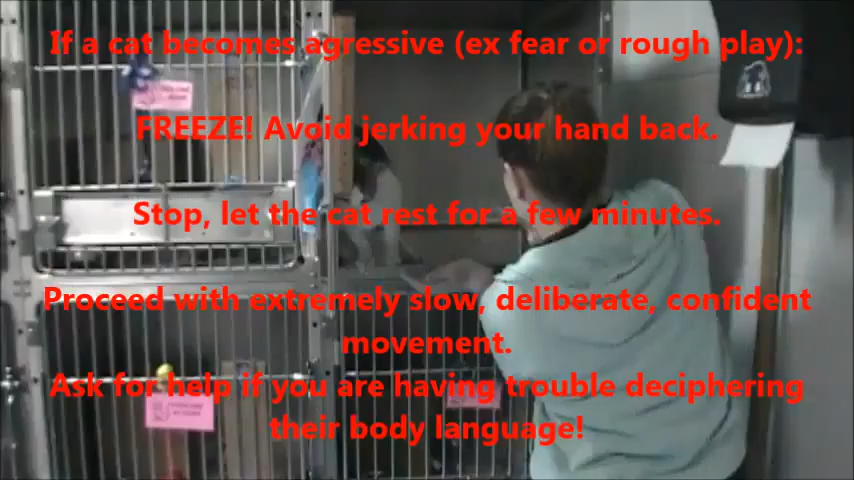 If a cat becomes agressive (ex fear or rough play):
FREEZE! Avoid jerking your hand back.
Stop, let the cat rest for a few minutes.
Proceed with extremely slow, deliberate, confident
movement.
Ask for help if you are having trouble deciphering
their body language!